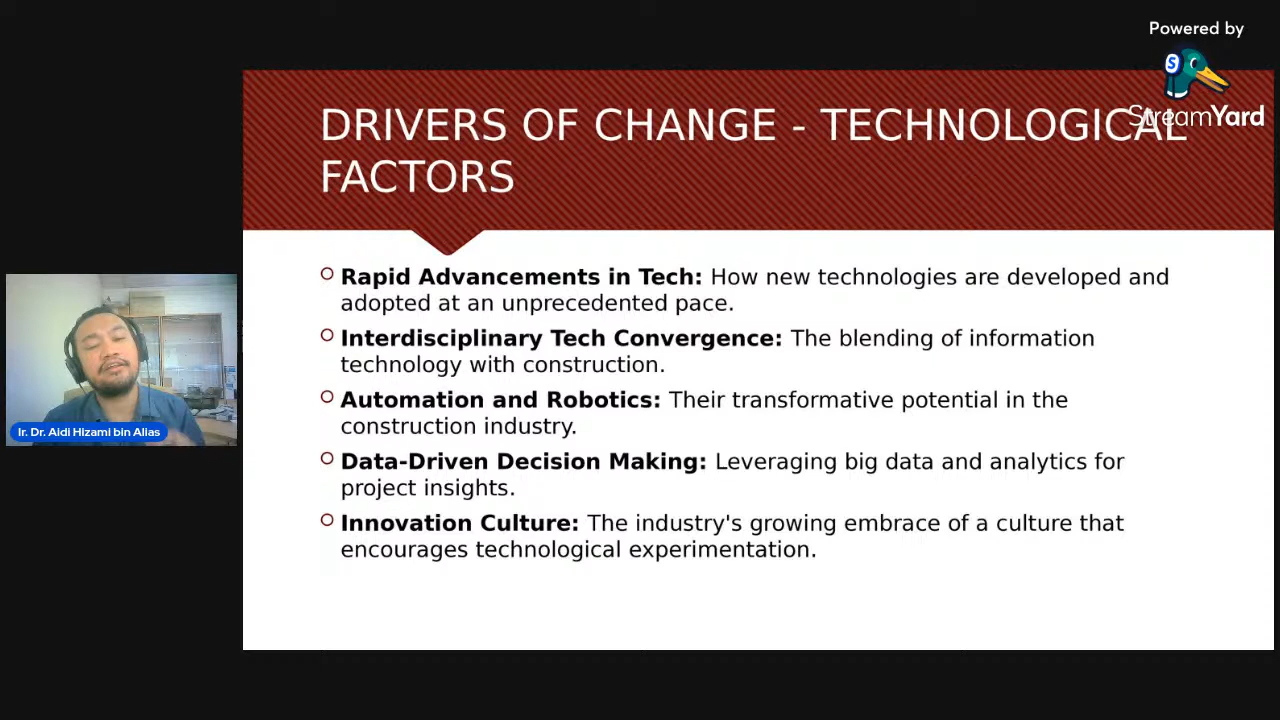 Powered by
S
StreamYard
DRIVERS OF CHANGE - TECHNOLOGICAL
FACTORS
Rapid Advancements in Tech: How new technologies are developed and
adopted at an unprecedented pace.
Interdisciplinary Tech Convergence: The blending of information
technology with construction.
Automation and Robotics: Their transformative potential in the
construction industry.
Data-Driven Decision Making: Leveraging big data and analytics for
project insights.
Innovation Culture: The industry's growing embrace of a culture that
encourages technological experimentation.
Ir. Dr. Aidi Hizami bin Alias